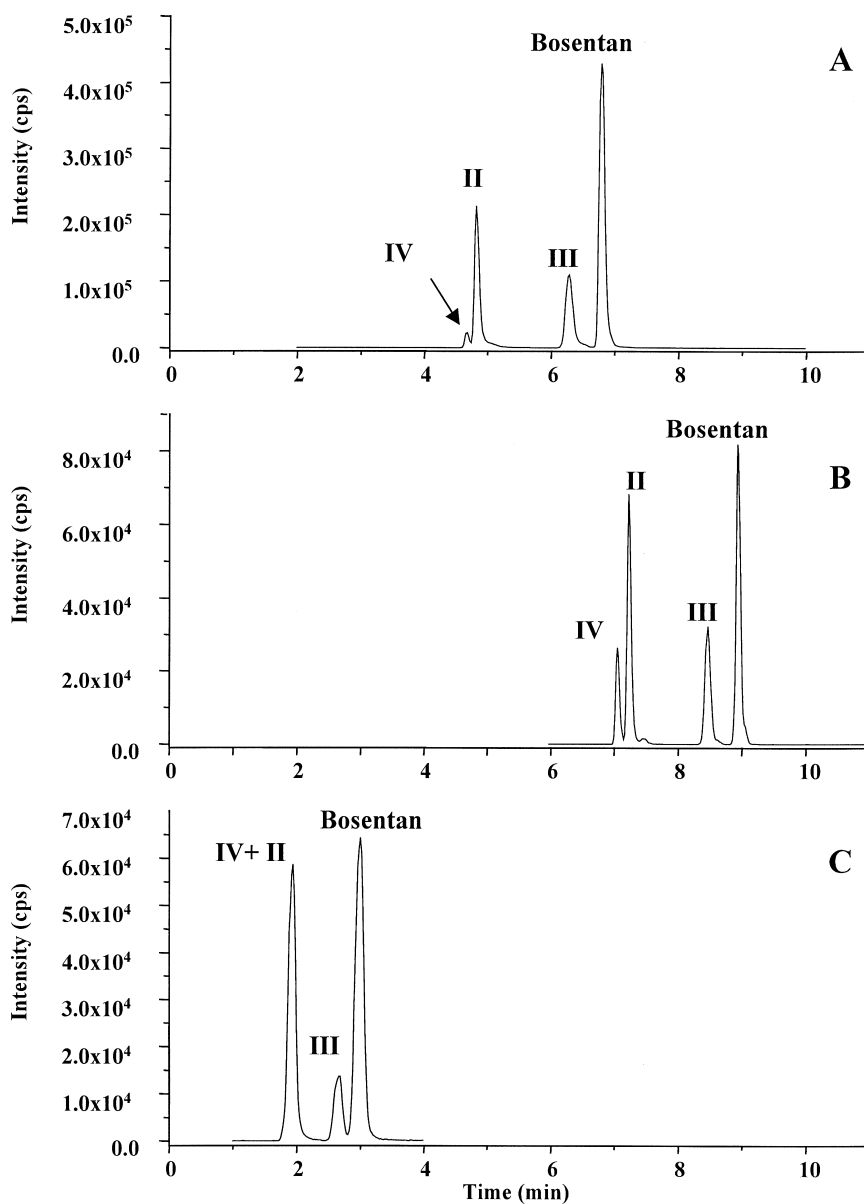 5.0x10⁵
Bosentan
A
4.0x10⁵
Intensity (cps)
3.0x10⁵
II
2.0x10⁵
IV
III
1.0x10⁵
0.0
0 2 4 6 8 10
Bosentan
B
8.0x10⁴
II
Intensity (cps)
6.0x10⁴
4.0x10⁴
IV
III
2.0x10⁴
0.0
0 2 4 6 8 10
7.0x10⁴
Bosentan
C
IV+ II
6.0x10⁴
Intensity (cps)
5.0x10⁴
4.0x10⁴
3.0x10⁴
III
2.0x10⁴
1.0x10⁴
0.0
0 2 4 6 8 10
Time (min)